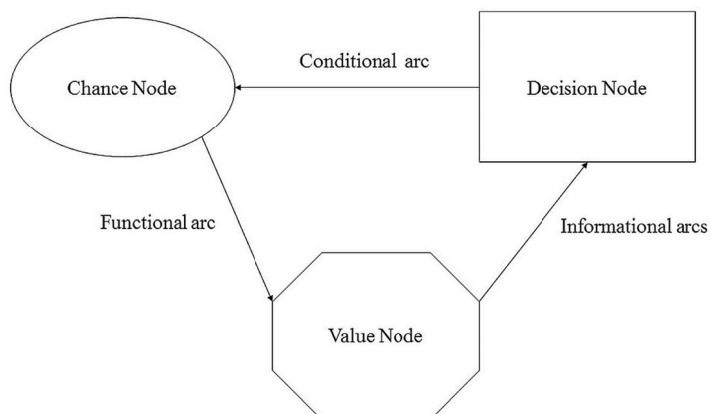 Conditional arc
Chance Node
Decision Node
Functional arc
Informational arcs
Value Node